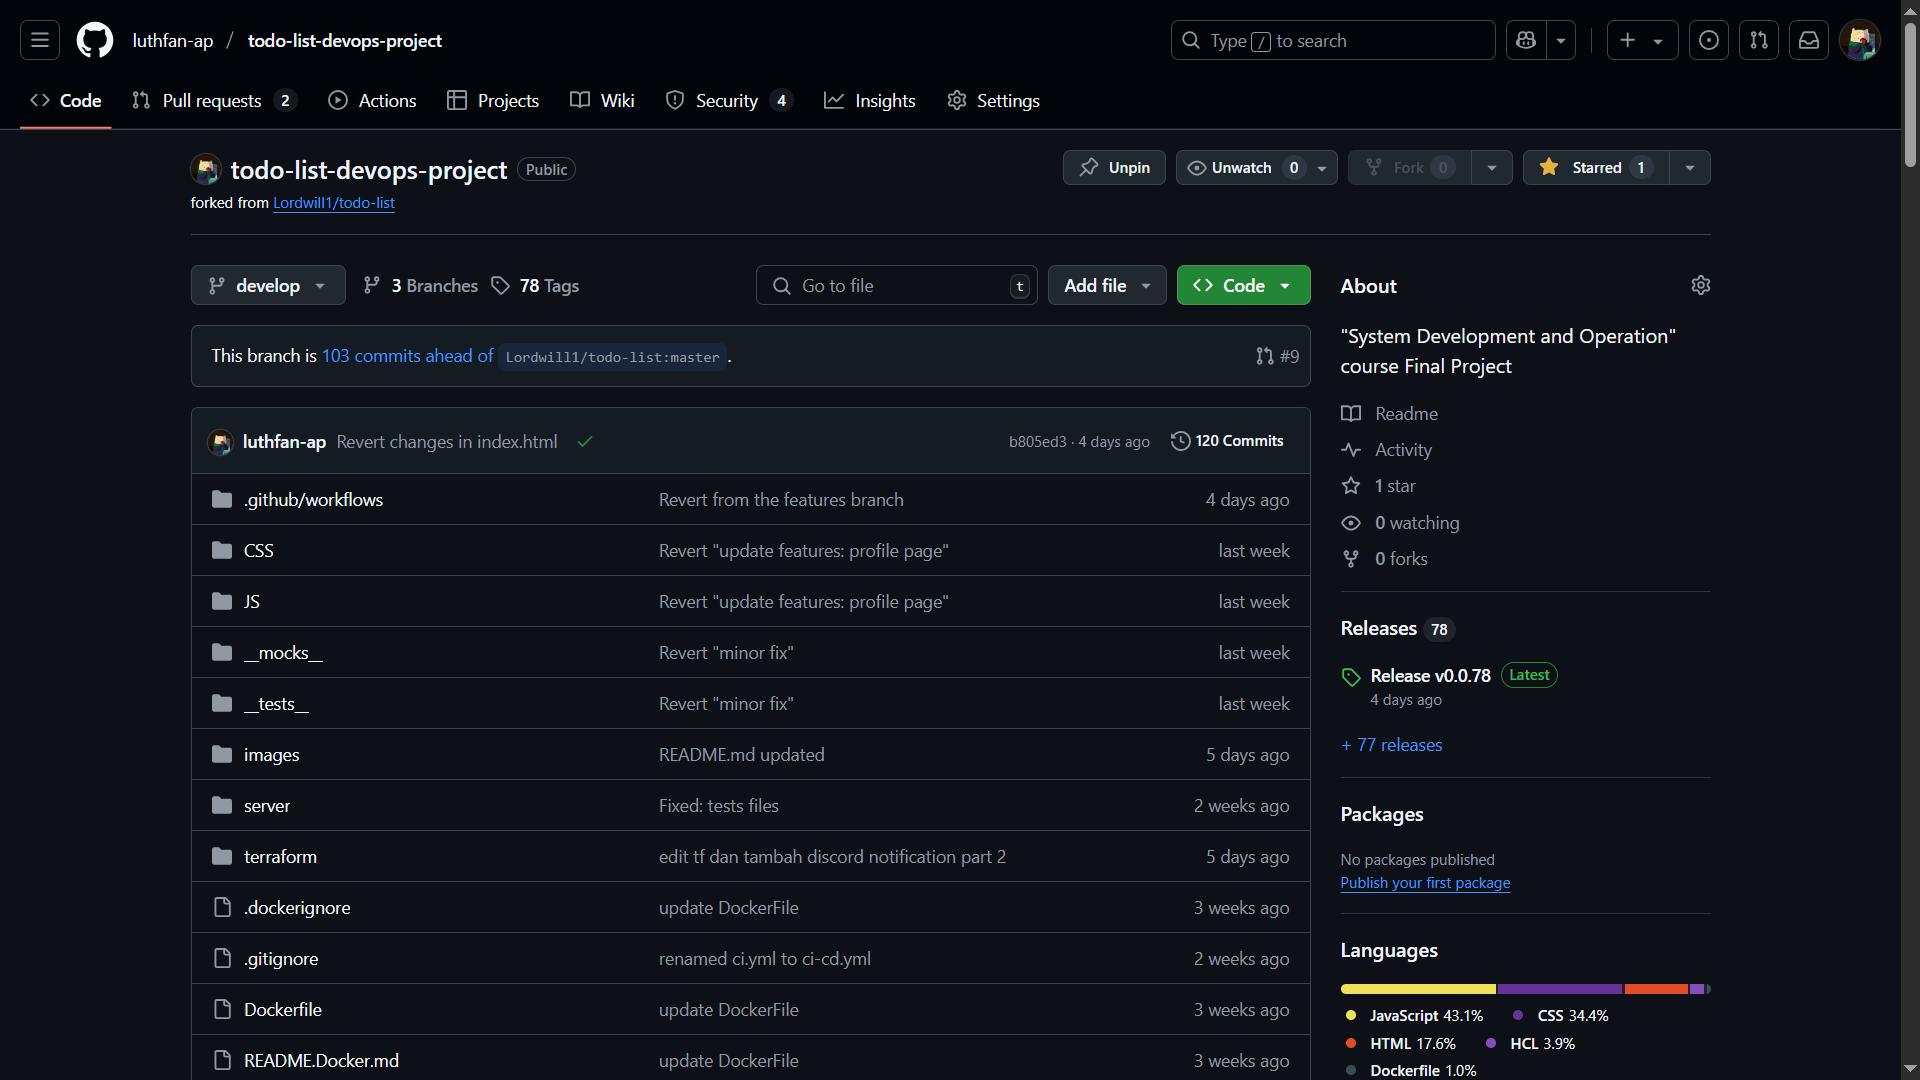 luthfan-ap / todo-list-devops-project
Type / to search
Code
Pull requests 2
Actions
Projects
Wiki
Security 4
Insights
Settings
todo-list-devops-project Public
forked from Lordwill1/todo-list
Unpin
Unwatch 0
Fork 0
Starred 1
develop
3 Branches
78 Tags
Go to file t
Add file
Code
This branch is 103 commits ahead of Lordwill1/todo-list:master .
#9
luthfan-ap Revert changes in index.html
b805ed3 · 4 days ago
120 Commits
.github/workflows Revert from the features branch 4 days ago
CSS Revert "update features: profile page" last week
JS Revert "update features: profile page" last week
__mocks__ Revert "minor fix" last week
__tests__ Revert "minor fix" last week
images README.md updated 5 days ago
server Fixed: tests files 2 weeks ago
terraform edit tf dan tambah discord notification part 2 5 days ago
.dockerignore update DockerFile 3 weeks ago
.gitignore renamed ci.yml to ci-cd.yml 2 weeks ago
Dockerfile update DockerFile 3 weeks ago
README.Docker.md update DockerFile 3 weeks ago
About
"System Development and Operation"
course Final Project
Readme
Activity
1 star
0 watching
0 forks
Releases 78
Release v0.0.78 Latest
4 days ago
+ 77 releases
Packages
No packages published
Publish your first package
Languages
JavaScript 43.1% CSS 34.4%
HTML 17.6% HCL 3.9%
Dockerfile 1.0%